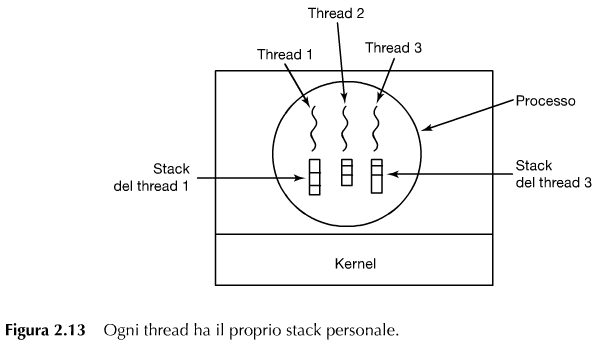 Thread 2
Thread 1
Thread 3
Processo
Stack
del thread 1
Stack
del thread 3
Kernel
Figura 2.13 Ogni thread ha il proprio stack personale.